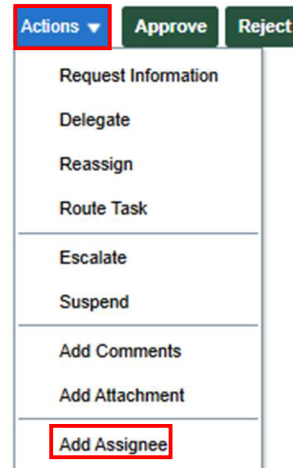 Actions ▼ Approve Reject
Request Information
Delegate
Reassign
Route Task
Escalate
Suspend
Add Comments
Add Attachment
Add Assignee